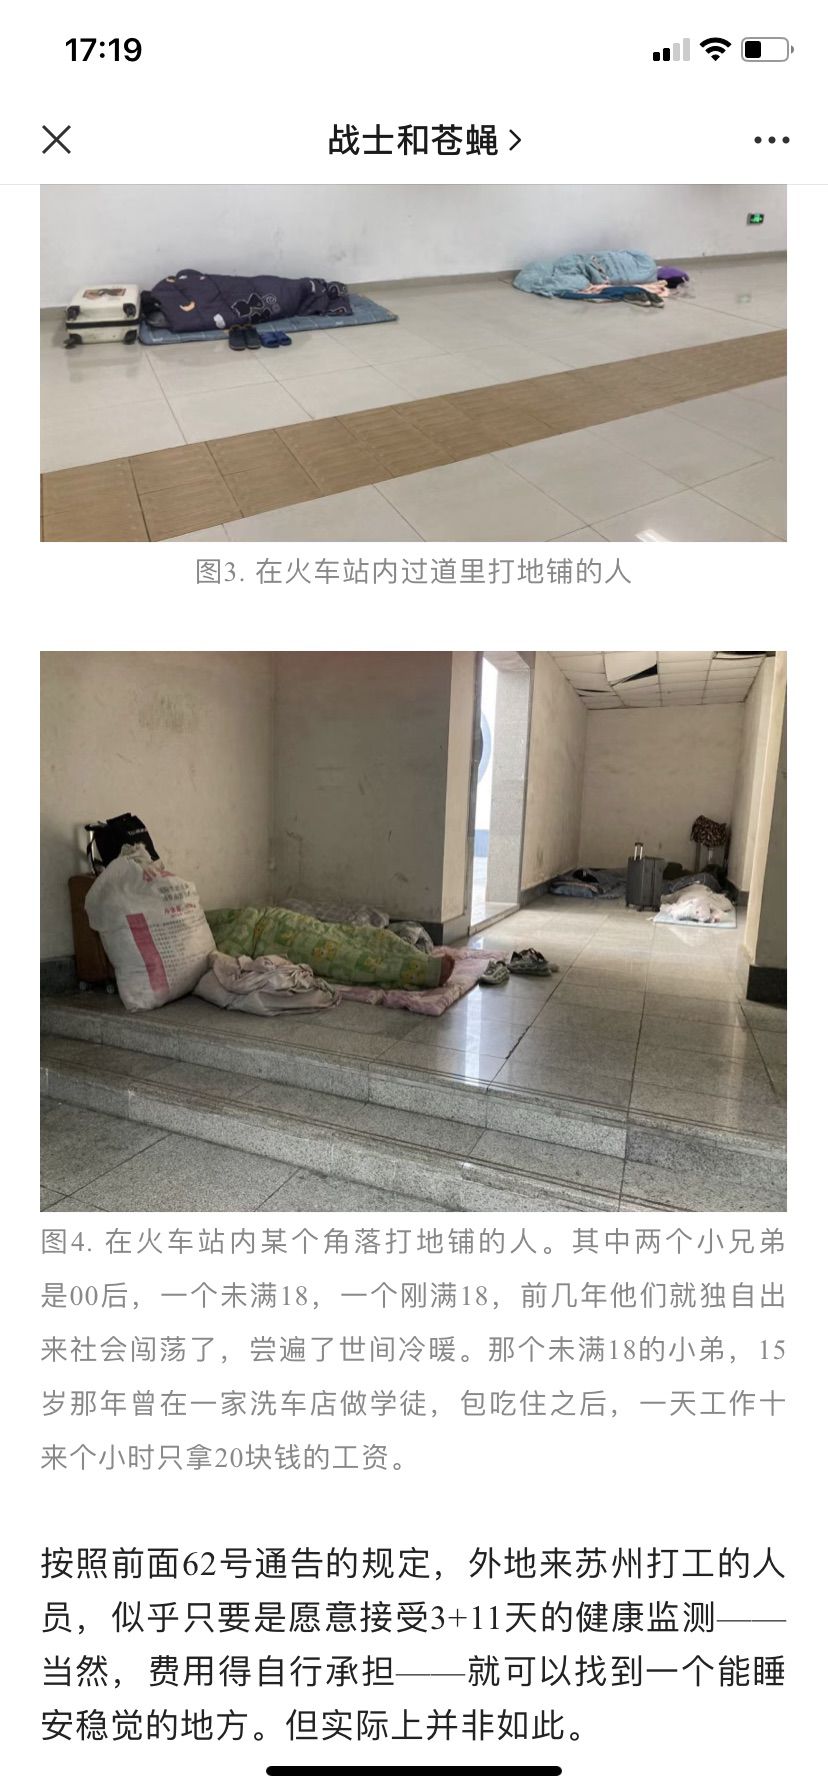 17:19
战士和苍蝇
图3. 在火车站内过道里打地铺的人
图4. 在火车站内某个角落打地铺的人。其中两个小兄弟
是00后，一个未满18，一个刚满18，前几年他们就独自出
来社会闯荡了，尝遍了世间冷暖。那个未满18的小弟，15
岁那年曾在一家洗车店做学徒，包吃住之后，一天工作十
来个小时只拿20块钱的工资。
按照前面62号通告的规定，外地来苏州打工的人
员，似乎只要是愿意接受3+11天的健康监测——
当然，费用得自行承担——就可以找到一个能睡
安稳觉的地方。但实际上并非如此。